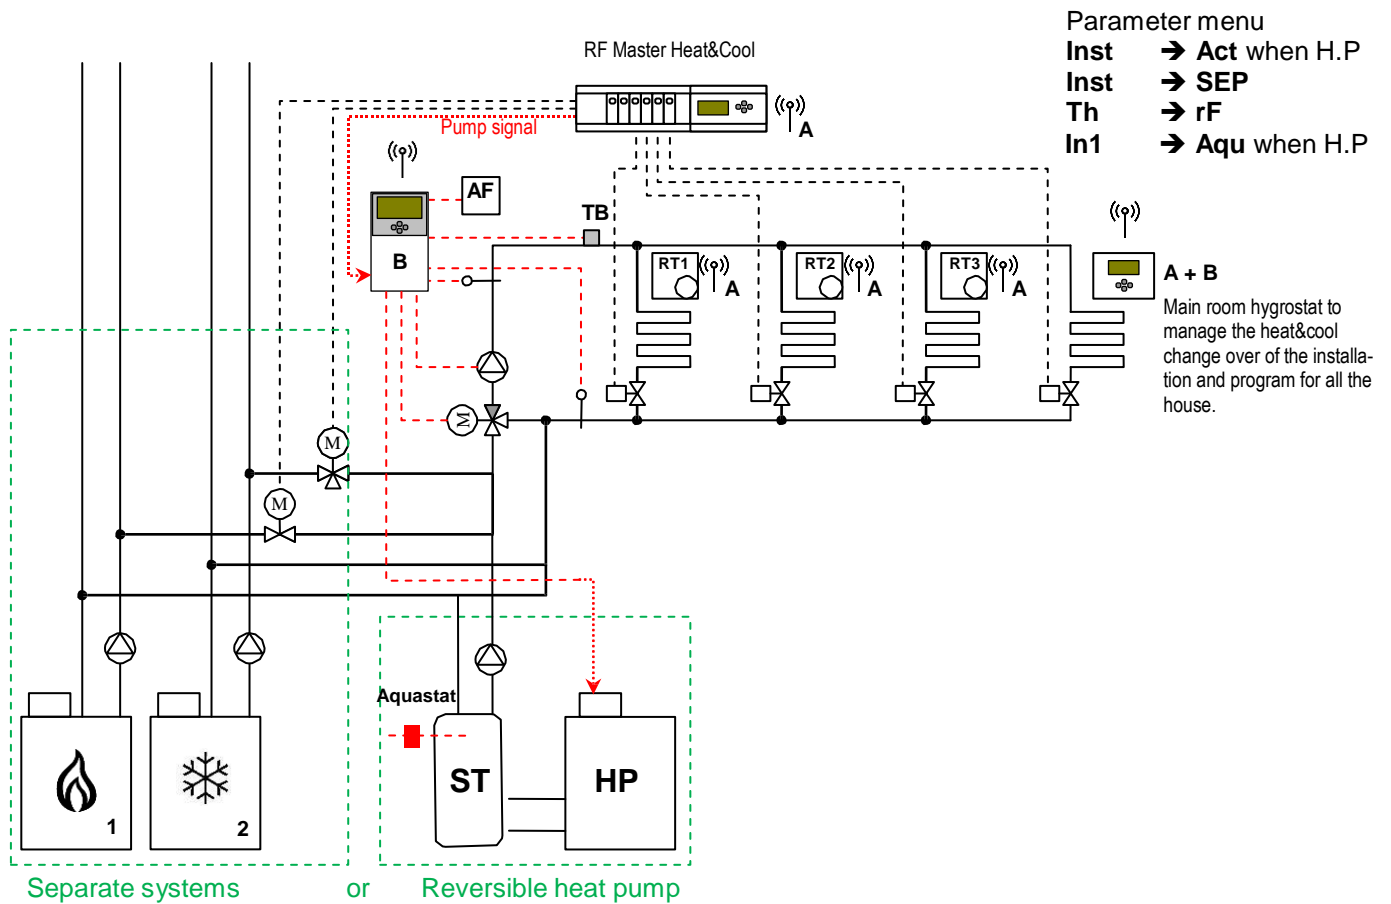 Parameter menu
Inst ➔ Act when H.P
Inst ➔ SEP
Th ➔ rF
In1 ➔ Aqu when H.P
RF Master Heat&Cool
Pump signal
A
AF
TB
B
RT1
A
RT2
A
RT3
A
A + B
Main room hygrostat to
manage the heat&cool
change over of the installa-
tion and program for all the
house.
M
M
M
Aquastat
1
2
ST
HP
Separate systems or Reversible heat pump